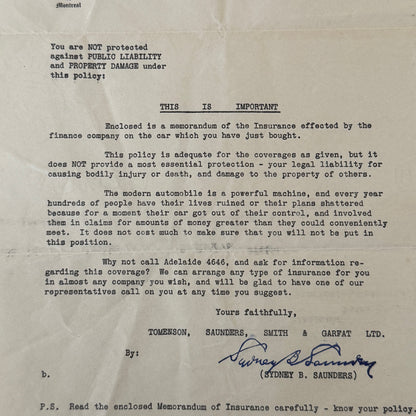 Montreal
You are NOT protected
against PUBLIC LIABILITY
and PROPERTY DAMAGE under
this policy:
THIS IS IMPORTANT
Enclosed is a memorandum of the Insurance effected by the
finance company on the car which you have just bought.
This policy is adequate for the coverages as given, but it
does NOT provide a most essential protection - your legal liability for
causing bodily injury or death, and damage to the property of others.
The modern automobile is a powerful machine, and every year
hundreds of people have their lives ruined or their plans shattered
because for a moment their car got out of their control, and involved
them in claims for amounts of money greater than they could conveniently
meet. It does not cost much to make sure that you will not be put in
this position.
Why not call Adelaide 4646, and ask for information re-
garding this coverage? We can arrange any type of insurance for you
in almost any company you wish, and will be glad to have one of our
representatives call on you at any time you suggest.
Yours faithfully,
TOMENSON, SAUNDERS, SMITH & GARFAT LTD.
By: Sydney B Saunders
(SYDNEY B. SAUNDERS)
b.
P.S. Read the enclosed Memorandum of Insurance carefully - know your policy.